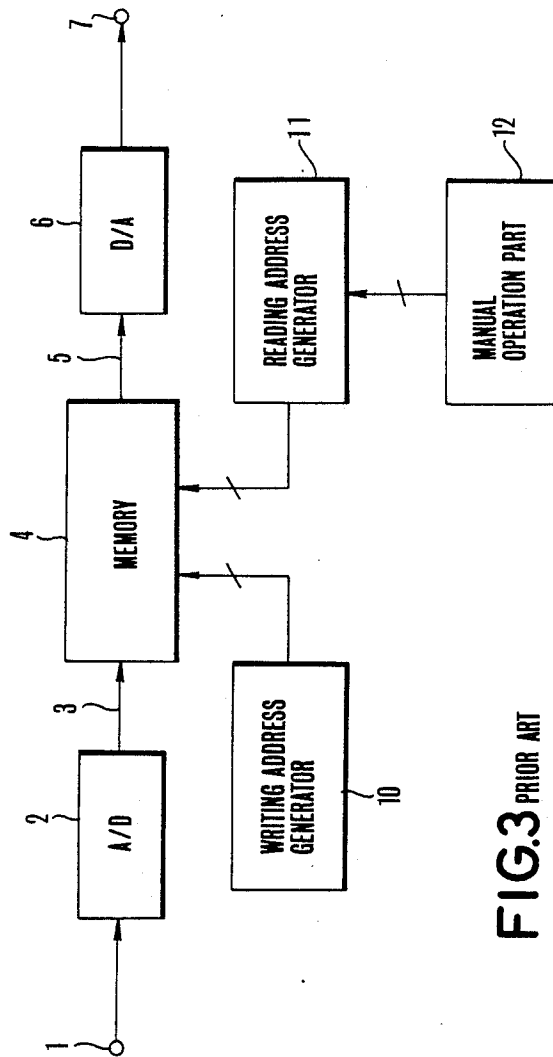 1
2
A/D
3
4
MEMORY
5
6
D/A
7
WRITING ADDRESS
GENERATOR
10
READING ADDRESS
GENERATOR
11
MANUAL
OPERATION PART
12
FIG.3 PRIOR ART